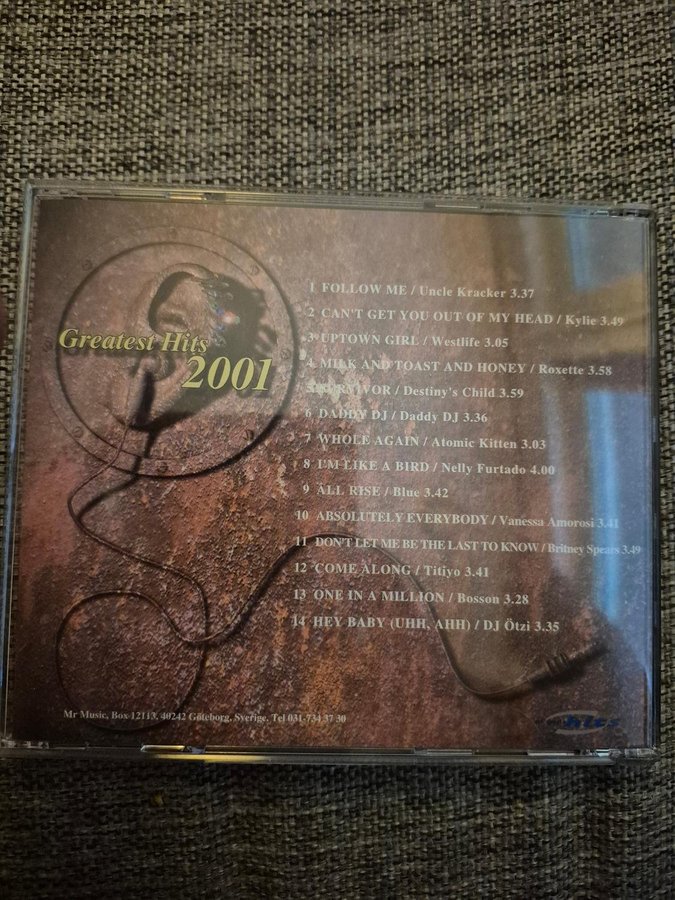 Greatest Hits
2001
1 FOLLOW ME / Uncle Kracker 3.37
2 CAN'T GET YOU OUT OF MY HEAD / Kylie 3.49
3 UPTOWN GIRL / Westlife 3.05
4 MILK AND TOAST AND HONEY / Roxette 3.58
5 SURVIVOR / Destiny's Child 3.59
6 DADDY DJ / Daddy DJ 3.36
7 WHOLE AGAIN / Atomic Kitten 3.03
8 I'M LIKE A BIRD / Nelly Furtado 4.00
9 ALL RISE / Blue 3.42
10 ABSOLUTELY EVERYBODY / Vanessa Amorosi 3.41
11 DON'T LET ME BE THE LAST TO KNOW / Britney Spears 3.49
12 COME ALONG / Titiyo 3.41
13 ONE IN A MILLION / Bosson 3.28
14 HEY BABY (UHH, AHH) / DJ Ötzi 3.35
Mr Music, Box 12113, 40242 Göteborg, Sverige. Tel 031-734 37 30
hits